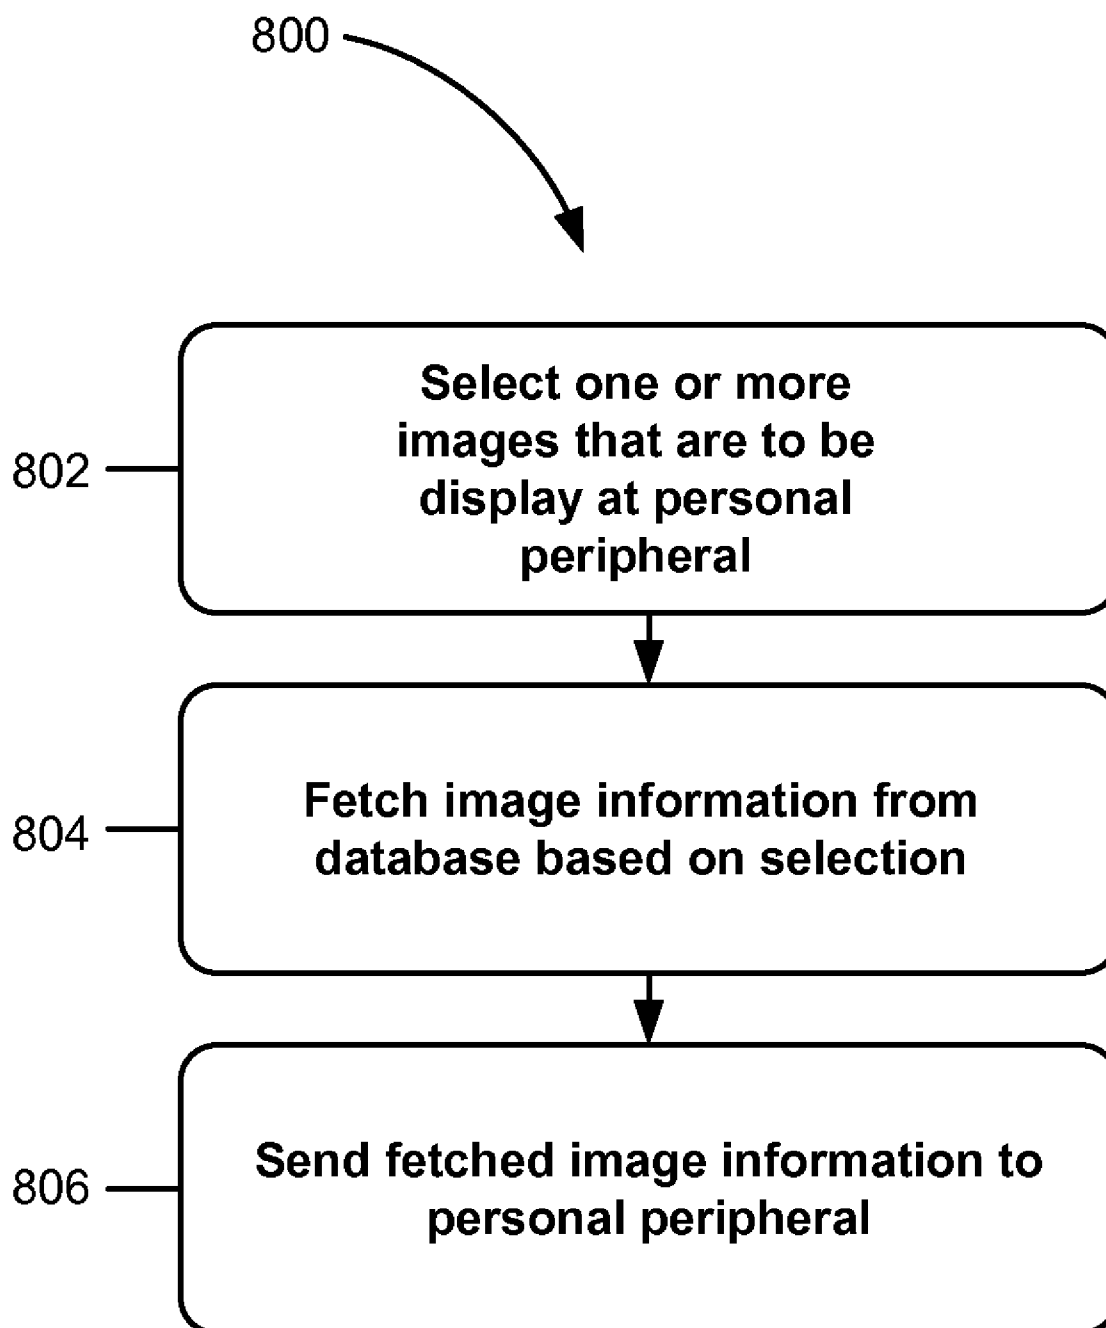 800
802
Select one or more
images that are to be
display at personal
peripheral
804
Fetch image information from
database based on selection
806
Send fetched image information to
personal peripheral